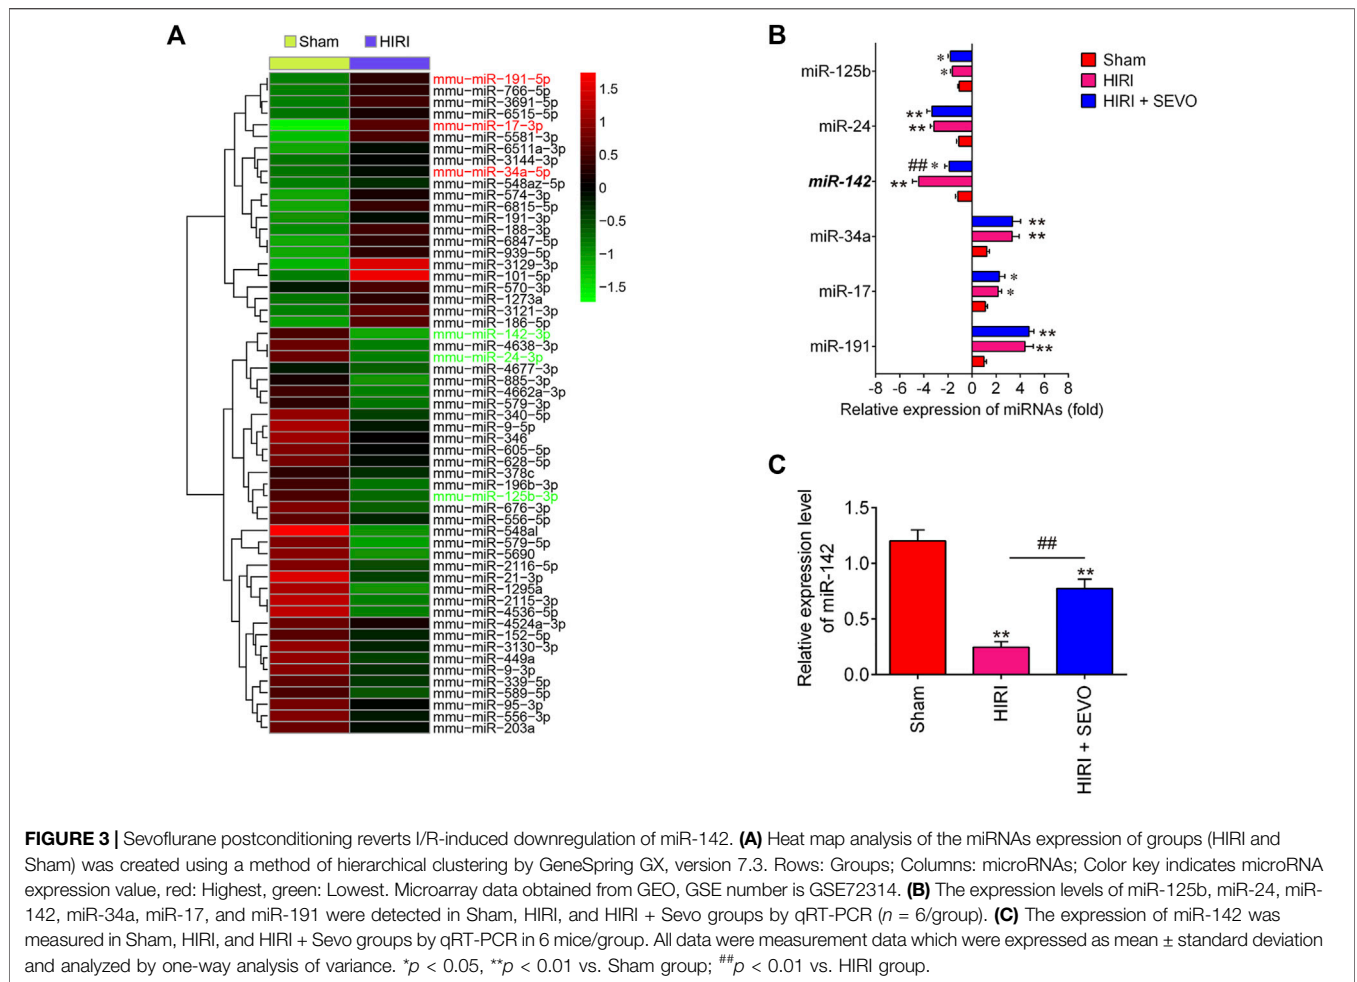 A
Sham HIRI
mmu-miR-191-5p
mmu-miR-766-5p
mmu-miR-3691-5p
mmu-miR-6515-5p
mmu-miR-17-3p
mmu-miR-5581-3p
mmu-miR-6511a-3p
mmu-miR-3144-3p
mmu-miR-34a-5p
mmu-miR-548az-5p
mmu-miR-574-3p
mmu-miR-6815-5p
mmu-miR-191-3p
mmu-miR-188-3p
mmu-miR-6847-5p
mmu-miR-939-5p
mmu-miR-3129-3p
mmu-miR-101-5p
mmu-miR-570-3p
mmu-miR-1273a
mmu-miR-3121-3p
mmu-miR-186-5p
mmu-miR-142-3p
mmu-miR-4638-3p
mmu-miR-24-3p
mmu-miR-4677-3p
mmu-miR-885-3p
mmu-miR-4662a-3p
mmu-miR-579-3p
mmu-miR-340-5p
mmu-miR-9-5p
mmu-miR-346
mmu-miR-605-5p
mmu-miR-628-5p
mmu-miR-378c
mmu-miR-196b-3p
mmu-miR-125b-3p
mmu-miR-676-3p
mmu-miR-556-5p
mmu-miR-548al
mmu-miR-579-5p
mmu-miR-5690
mmu-miR-2116-5p
mmu-miR-21-3p
mmu-miR-1295a
mmu-miR-2115-3p
mmu-miR-4536-5p
mmu-miR-4524a-3p
mmu-miR-152-5p
mmu-miR-3130-3p
mmu-miR-449a
mmu-miR-9-3p
mmu-miR-339-5p
mmu-miR-589-5p
mmu-miR-95-3p
mmu-miR-556-3p
mmu-miR-203a
1.5
1
0.5
0
−0.5
−1
−1.5
B
Sham
HIRI
HIRI + SEVO
miR-125b
*
*
miR-24
**
**
miR-142
## *
**
miR-34a
**
**
miR-17
*
*
miR-191
**
**
-8 -6 -4 -2 0 2 4 6 8
Relative expression of miRNAs (fold)
C
Relative expression level
of miR-142
1.5
1.0
0.5
0.0
##
**
**
Sham
HIRI
HIRI + SEVO
FIGURE 3 | Sevoflurane postconditioning reverts I/R-induced downregulation of miR-142. (A) Heat map analysis of the miRNAs expression of groups (HIRI and
Sham) was created using a method of hierarchical clustering by GeneSpring GX, version 7.3. Rows: Groups; Columns: microRNAs; Color key indicates microRNA
expression value, red: Highest, green: Lowest. Microarray data obtained from GEO, GSE number is GSE72314. (B) The expression levels of miR-125b, miR-24, miR-
142, miR-34a, miR-17, and miR-191 were detected in Sham, HIRI, and HIRI + Sevo groups by qRT-PCR (n = 6/group). (C) The expression of miR-142 was
measured in Sham, HIRI, and HIRI + Sevo groups by qRT-PCR in 6 mice/group. All data were measurement data which were expressed as mean ± standard deviation
and analyzed by one-way analysis of variance. *p < 0.05, **p < 0.01 vs. Sham group; ##p < 0.01 vs. HIRI group.